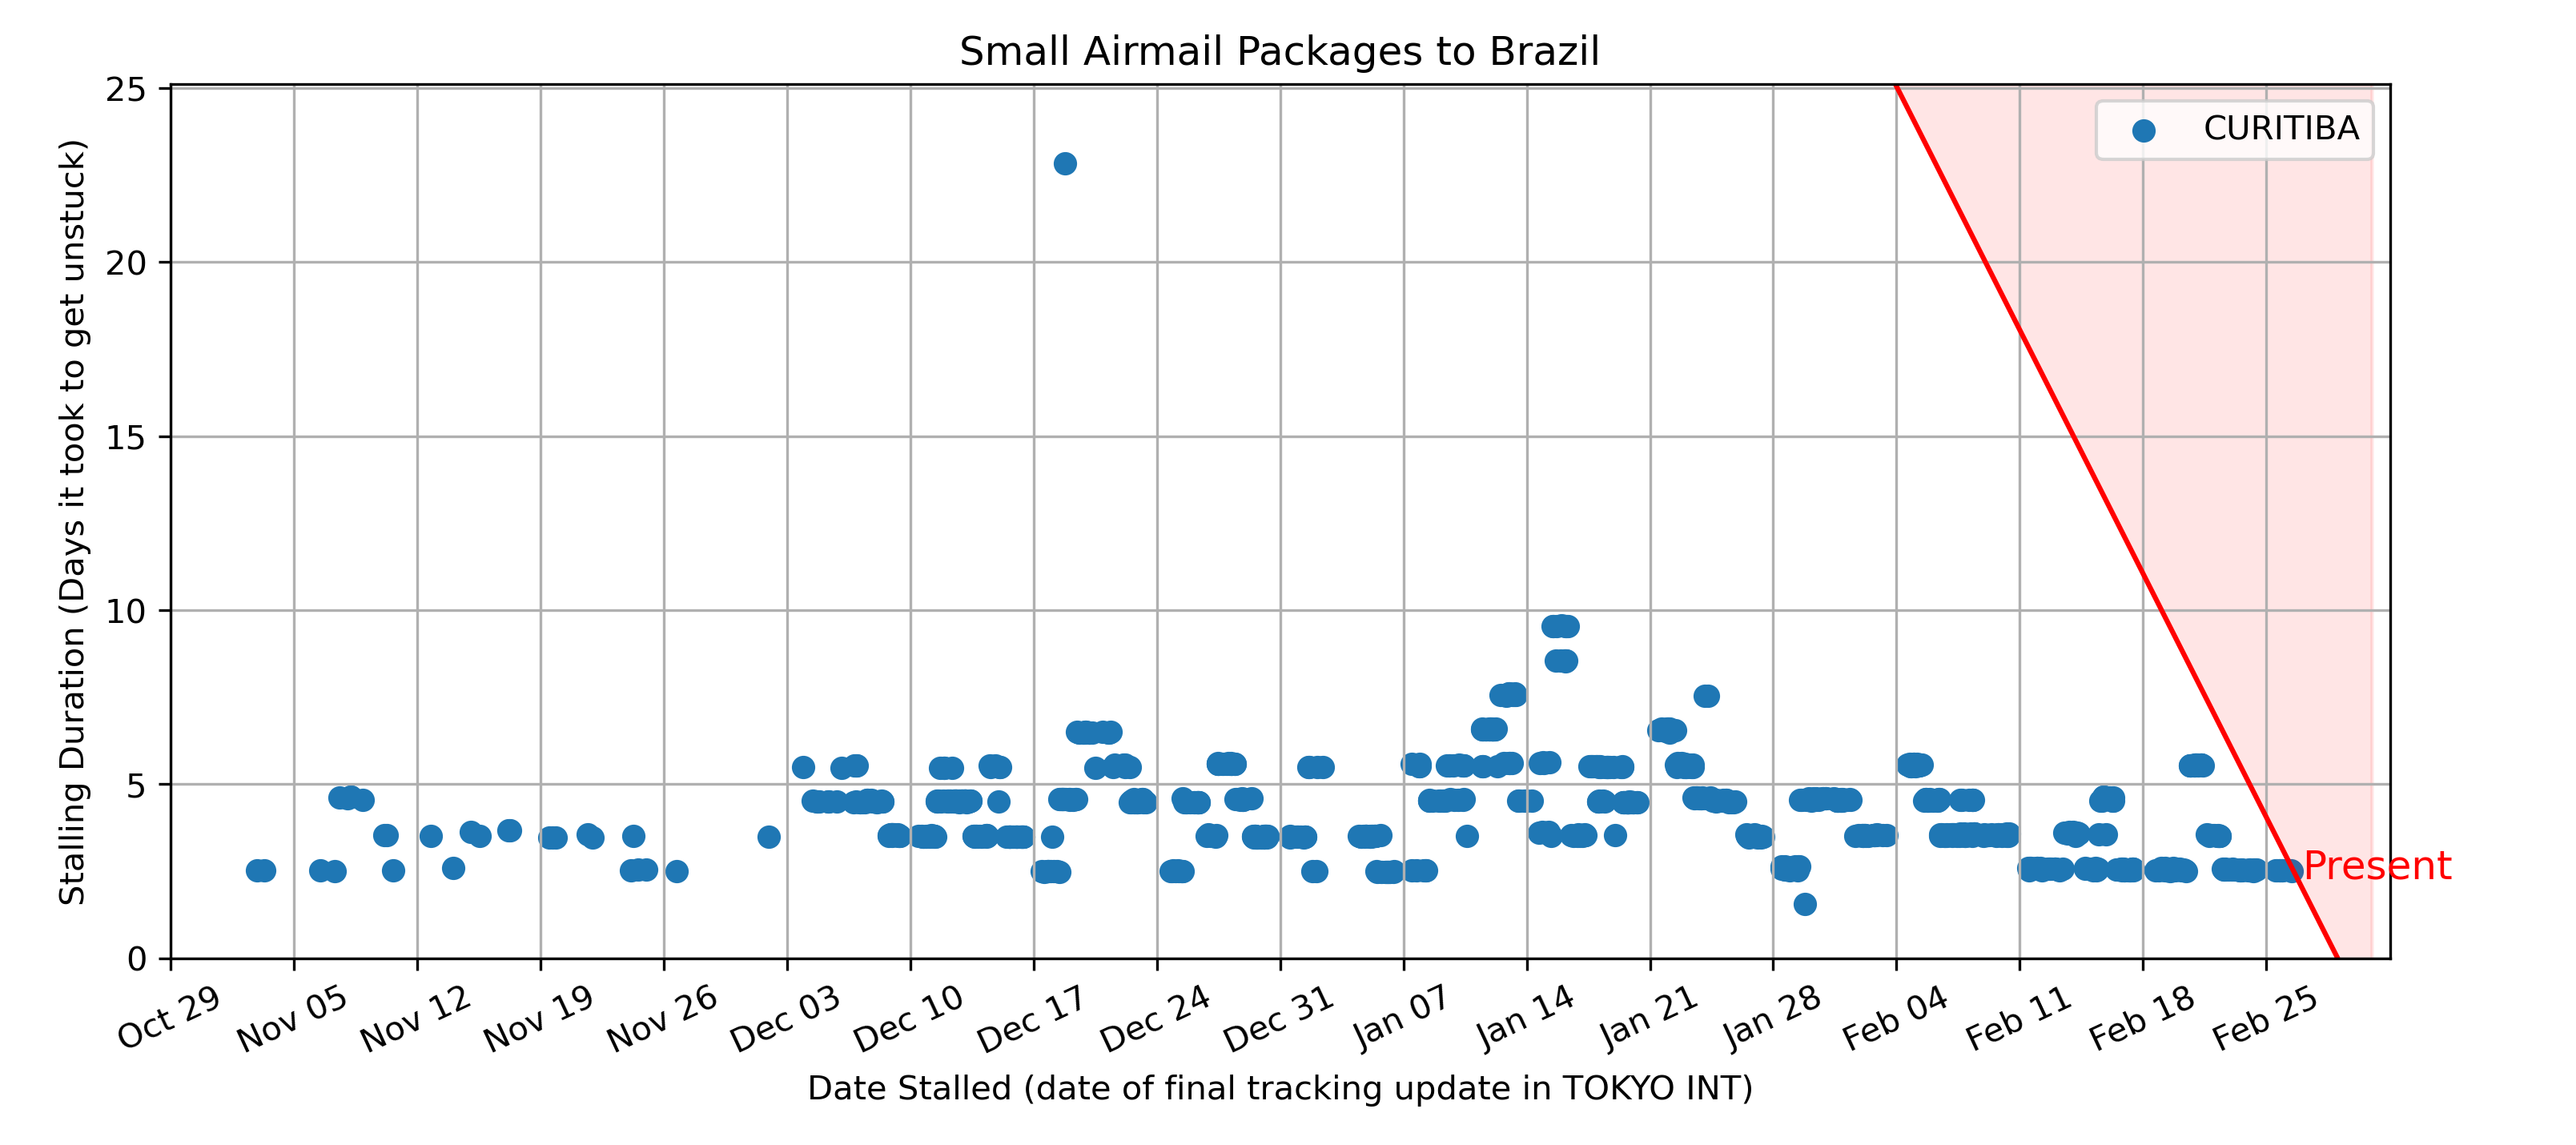 Small Airmail Packages to Brazil
Stalling Duration (Days it took to get unstuck)
25
20
15
10
5
0
CURITIBA
Present
Oct 29
Nov 05
Nov 12
Nov 19
Nov 26
Dec 03
Dec 10
Dec 17
Dec 24
Dec 31
Jan 07
Jan 14
Jan 21
Jan 28
Feb 04
Feb 11
Feb 18
Feb 25
Date Stalled (date of final tracking update in TOKYO INT)